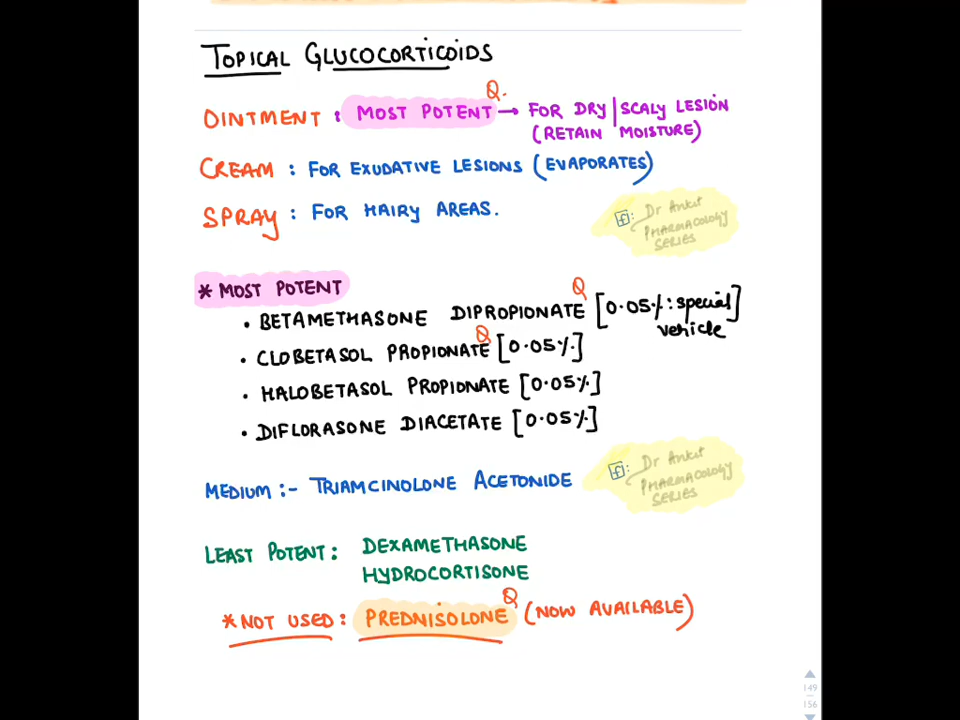 TOPICAL GLUCOCORTICOIDS
Q.
OINTMENT : MOST POTENT → FOR DRY | SCALY LESION
(RETAIN MOISTURE)
CREAM : FOR EXUDATIVE LESIONS (EVAPORATES)
SPRAY : FOR HAIRY AREAS.
f: Dr Ankit
PHARMACOLOGY
SERIES
* MOST POTENT
Q
• BETAMETHASONE DIPROPIONATE [0.05% : special
vehicle]
Q
• CLOBETASOL PROPIONATE [0.05%]
• HALOBETASOL PROPIONATE [0.05%]
• DIFLORASONE DIACETATE [0.05%]
f: Dr Ankit
PHARMACOLOGY
SERIES
MEDIUM :- TRIAMCINOLONE ACETONIDE
LEAST POTENT : DEXAMETHASONE
HYDROCORTISONE
Q
* NOT USED : PREDNISOLONE (NOW AVAILABLE)
149
156